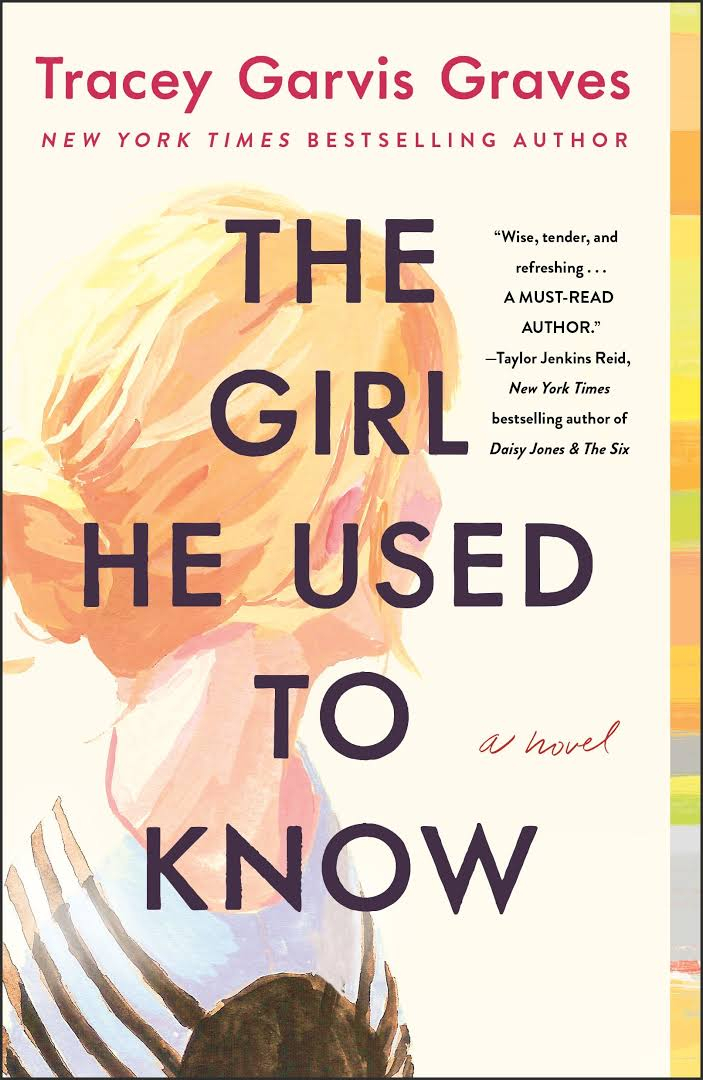 Tracey Garvis Graves
NEW YORK TIMES BESTSELLING AUTHOR
THE
GIRL
HE USED
TO
KNOW
“Wise, tender, and
refreshing . . .
A MUST-READ
AUTHOR.”
—Taylor Jenkins Reid,
New York Times
bestselling author of
Daisy Jones & The Six
a novel